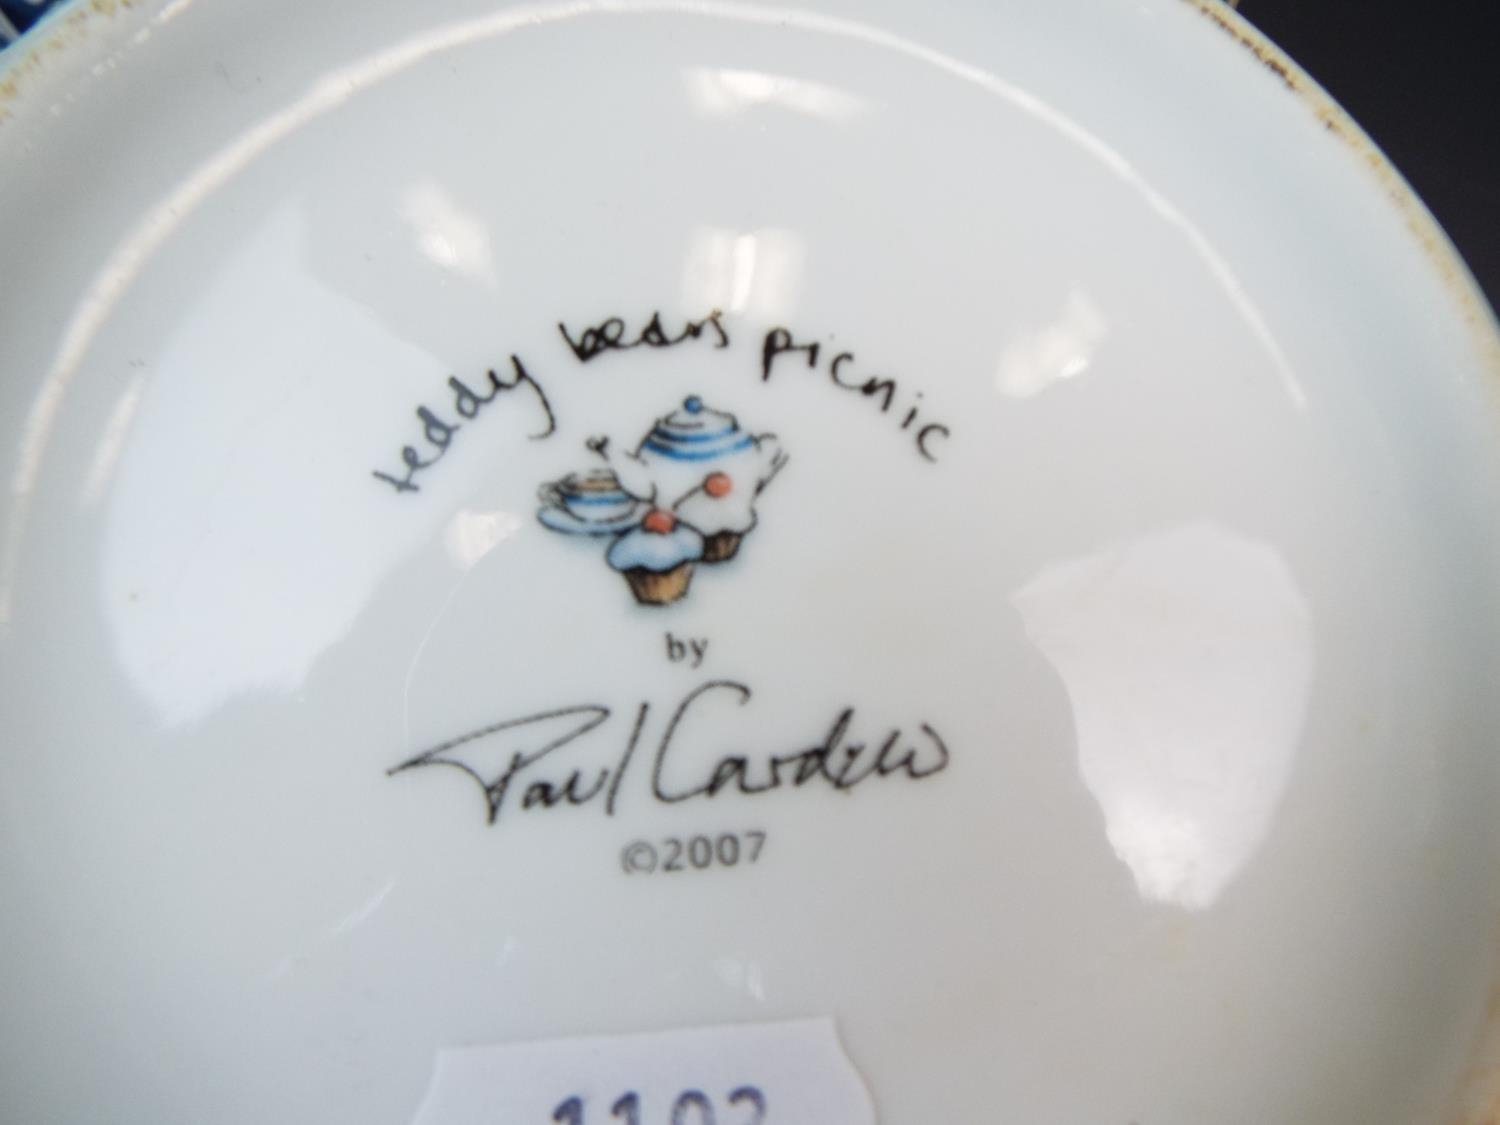 teddy bears picnic
by
Paul Cardew
©2007